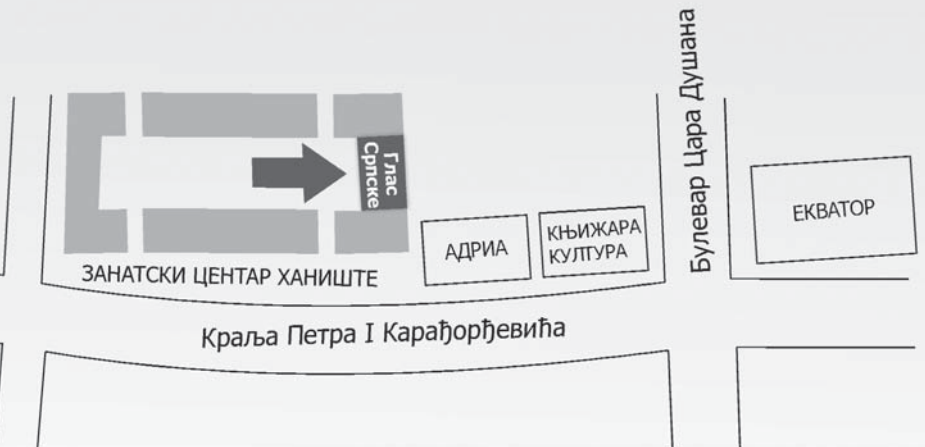 Глас
Српске
ЗАНАТСКИ ЦЕНТАР ХАНИШТЕ
АДРИА
КЊИЖАРА
КУЛТУРА
Булевар Цара Душана
ЕКВАТОР
Краља Петра I Карађорђевића